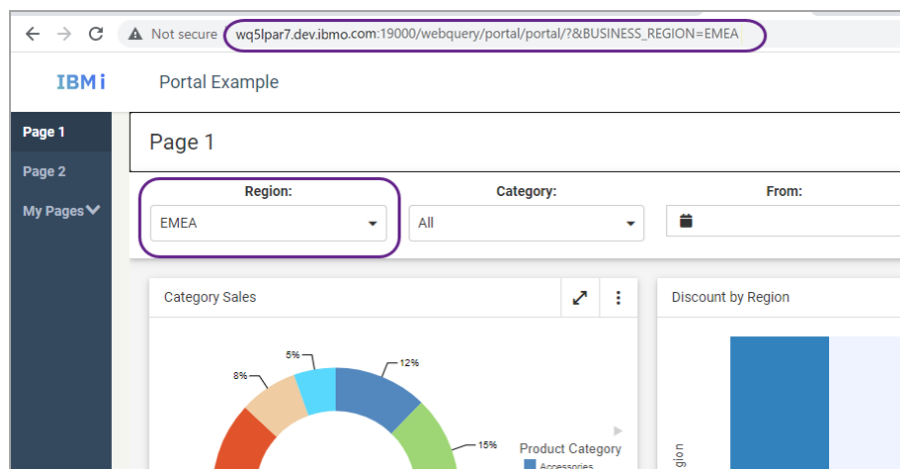 Not secure wq5lpar7.dev.ibmo.com:19000/webquery/portal/portal/?&BUSINESS_REGION=EMEA
IBM i Portal Example
Page 1
Page 1
Page 2
My Pages
Region: Category: From:
EMEA All
Category Sales Discount by Region
5% 12%
8%
15%
Product Category
Accessories